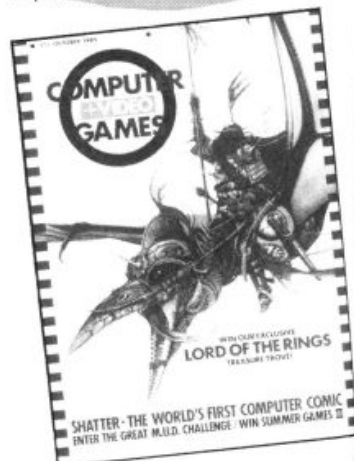 OCTOBER 1985
COMPUTER
+VIDEO
GAMES
WIN OUR EXCLUSIVE
LORD OF THE RINGS
TREASURE TROVE!
SHATTER - THE WORLD'S FIRST COMPUTER COMIC
ENTER THE GREAT M.U.D. CHALLENGE/WIN SUMMER GAMES II